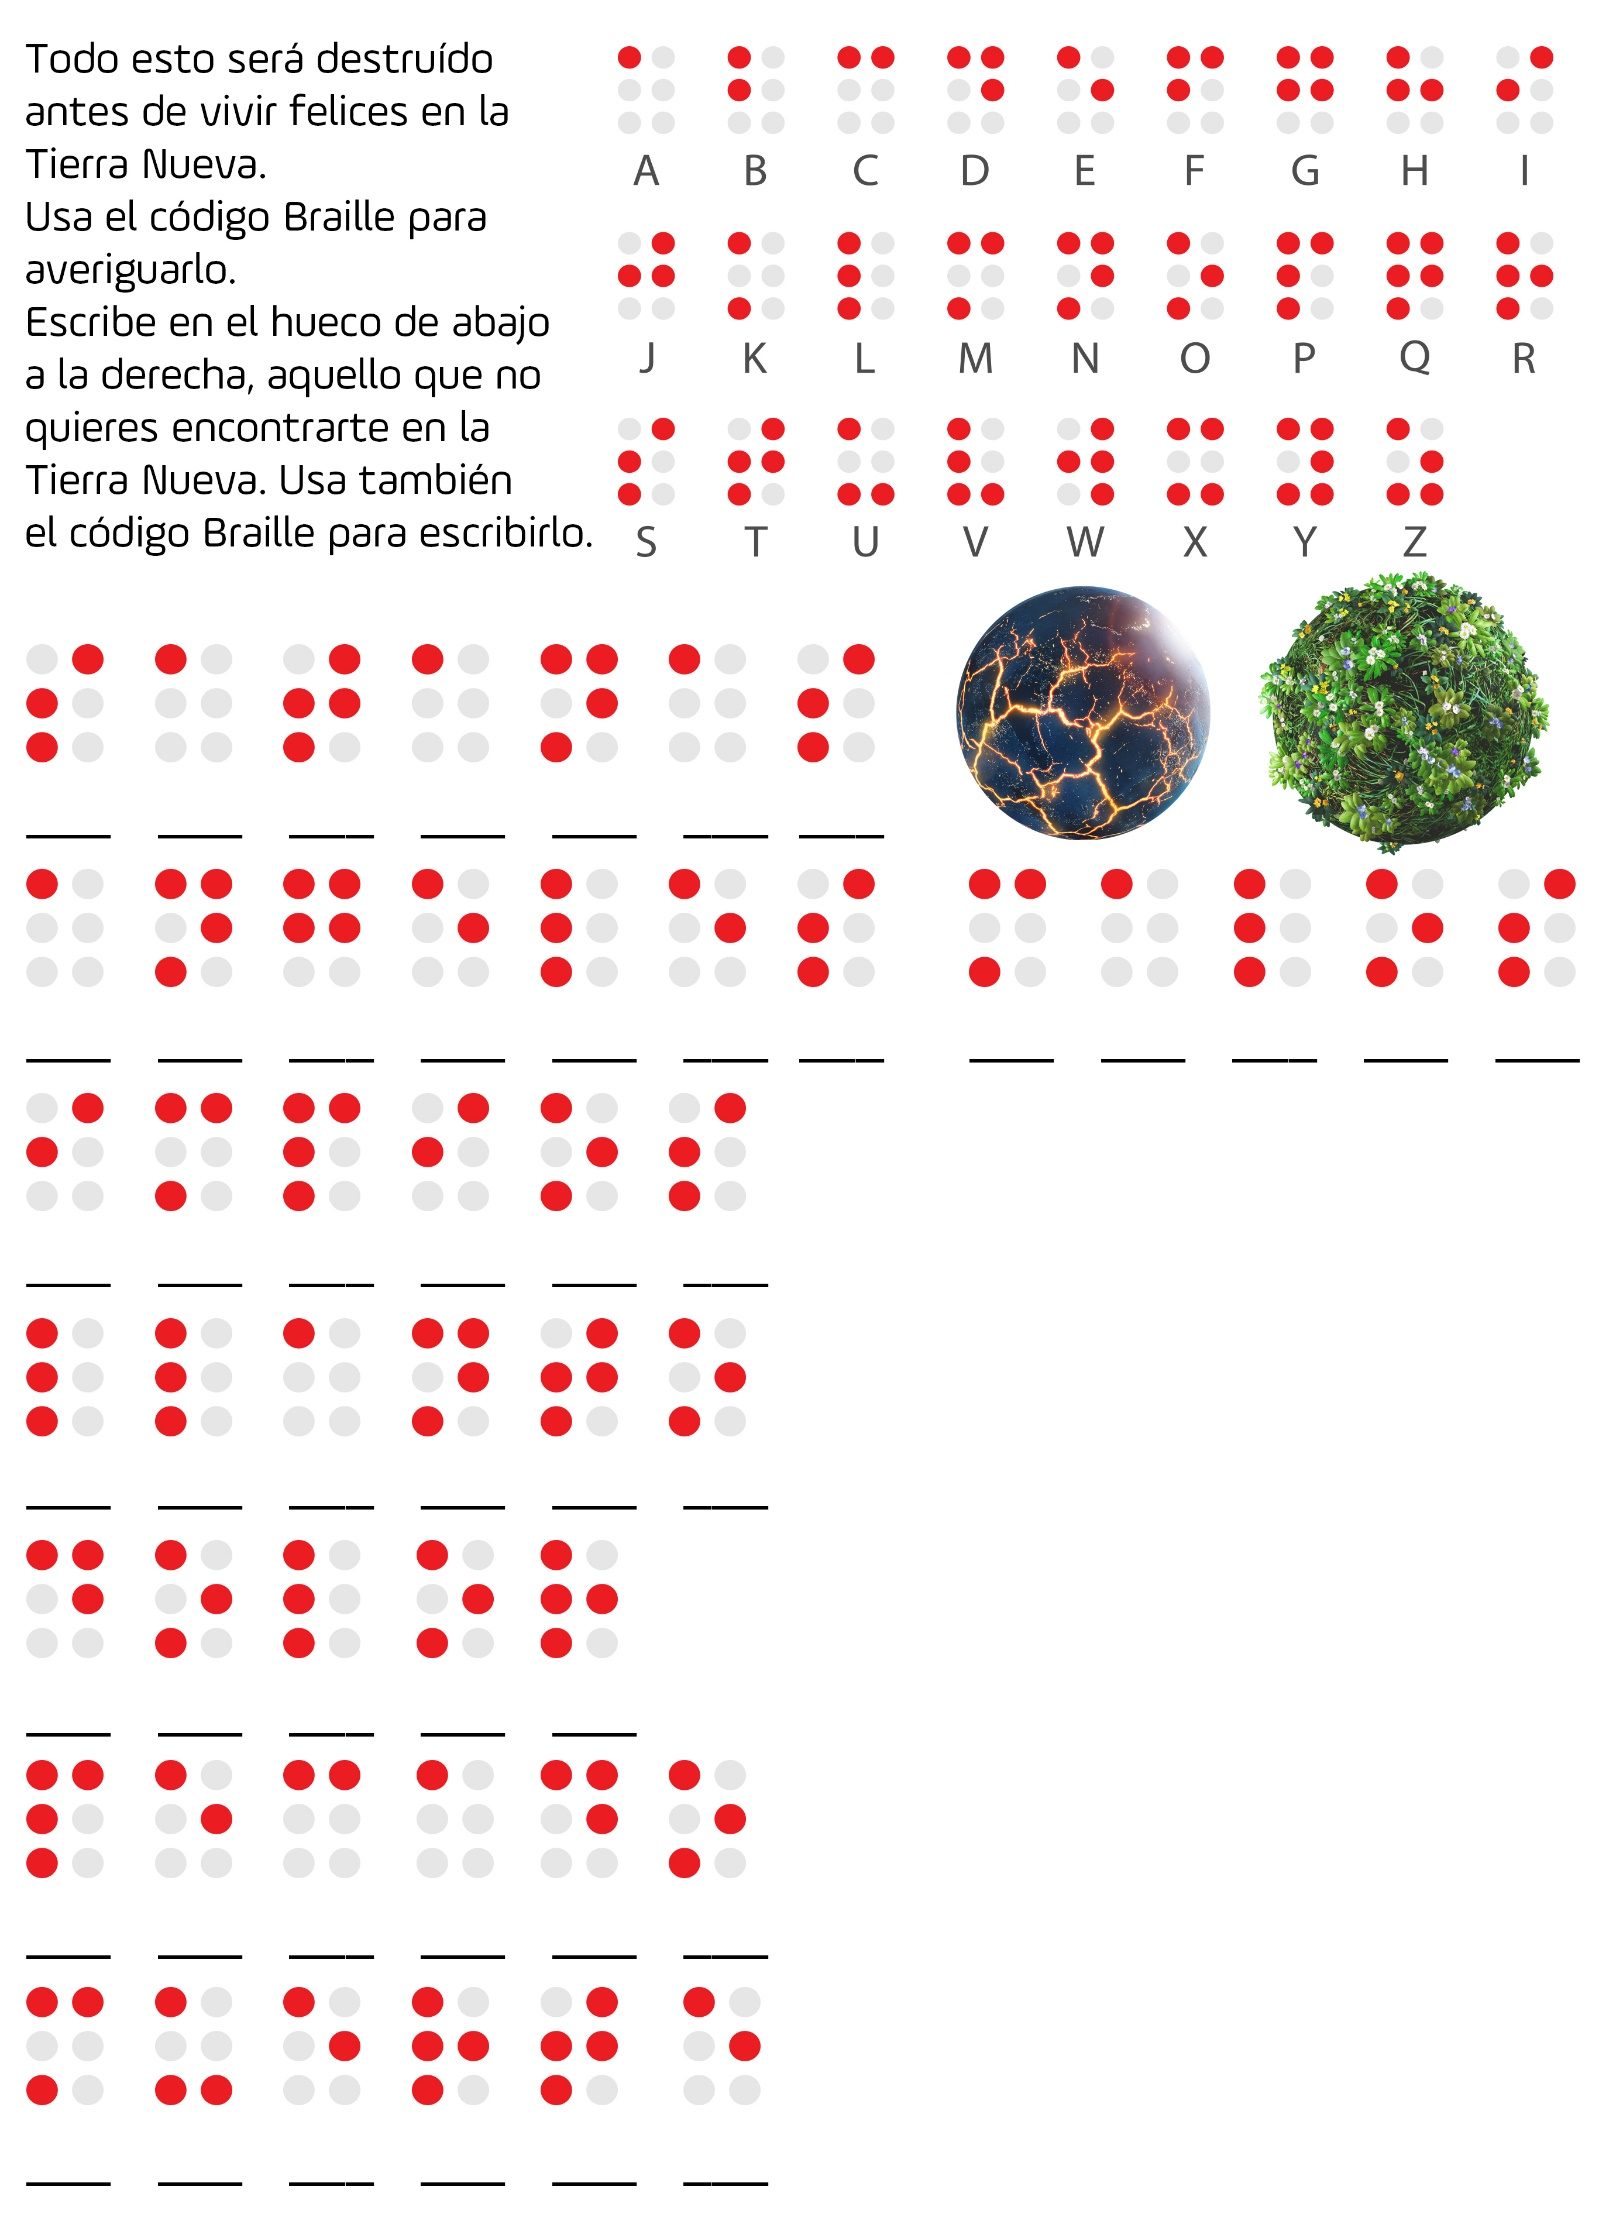 Todo esto será destruído
antes de vivir felices en la
Tierra Nueva.
Usa el código Braille para
averiguarlo.
Escribe en el hueco de abajo
a la derecha, aquello que no
quieres encontrarte en la
Tierra Nueva. Usa también
el código Braille para escribirlo.
A B C D E F G H I
J K L M N O P Q R
S T U V W X Y Z
⠎ ⠁ ⠞ ⠁ ⠝ ⠁ ⠎
⠁ ⠝ ⠛ ⠑ ⠇ ⠑ ⠎ ⠍ ⠁ ⠇ ⠕ ⠎
⠊ ⠍ ⠏ ⠊ ⠕ ⠎
⠇ ⠇ ⠁ ⠝ ⠞ ⠕
⠙ ⠕ ⠇ ⠕ ⠗
⠏ ⠑ ⠉ ⠁ ⠙ ⠕
⠍ ⠥ ⠑ ⠗ ⠞ ⠑